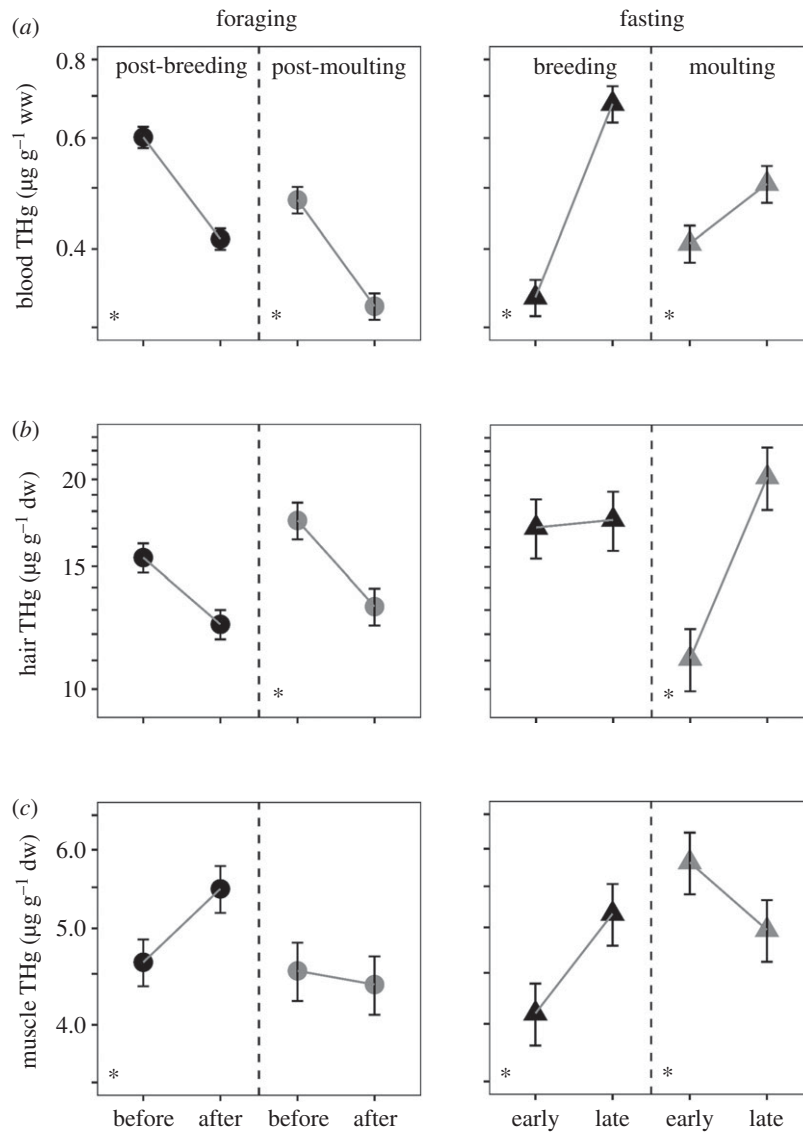 foraging
fasting
(a)
post-breeding
post-moulting
breeding
moulting
0.8
0.6
0.4
blood THg (µg g⁻¹ ww)
*
*
*
*
(b)
20
15
10
hair THg (µg g⁻¹ dw)
*
*
(c)
6.0
5.0
4.0
muscle THg (µg g⁻¹ dw)
*
*
*
before
after
before
after
early
late
early
late